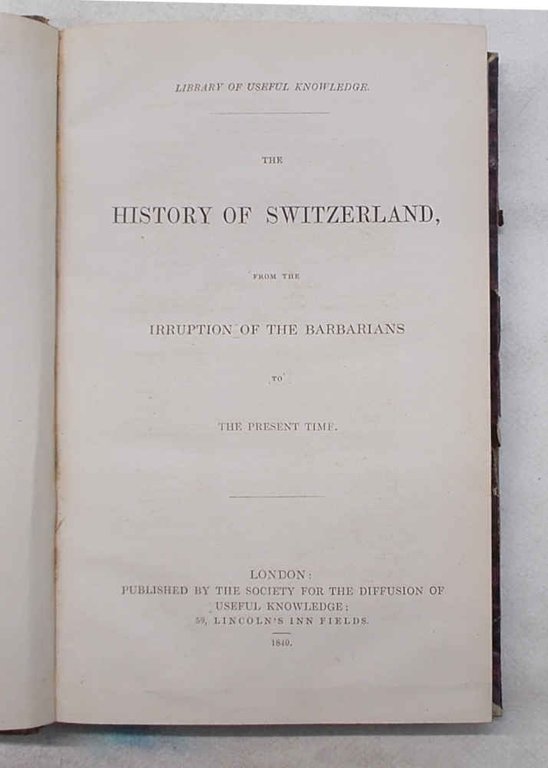 LIBRARY OF USEFUL KNOWLEDGE.
THE
HISTORY OF SWITZERLAND,
FROM THE
IRRUPTION OF THE BARBARIANS
TO
THE PRESENT TIME.
LONDON:
PUBLISHED BY THE SOCIETY FOR THE DIFFUSION OF
USEFUL KNOWLEDGE;
59, LINCOLN'S INN FIELDS.
1840.